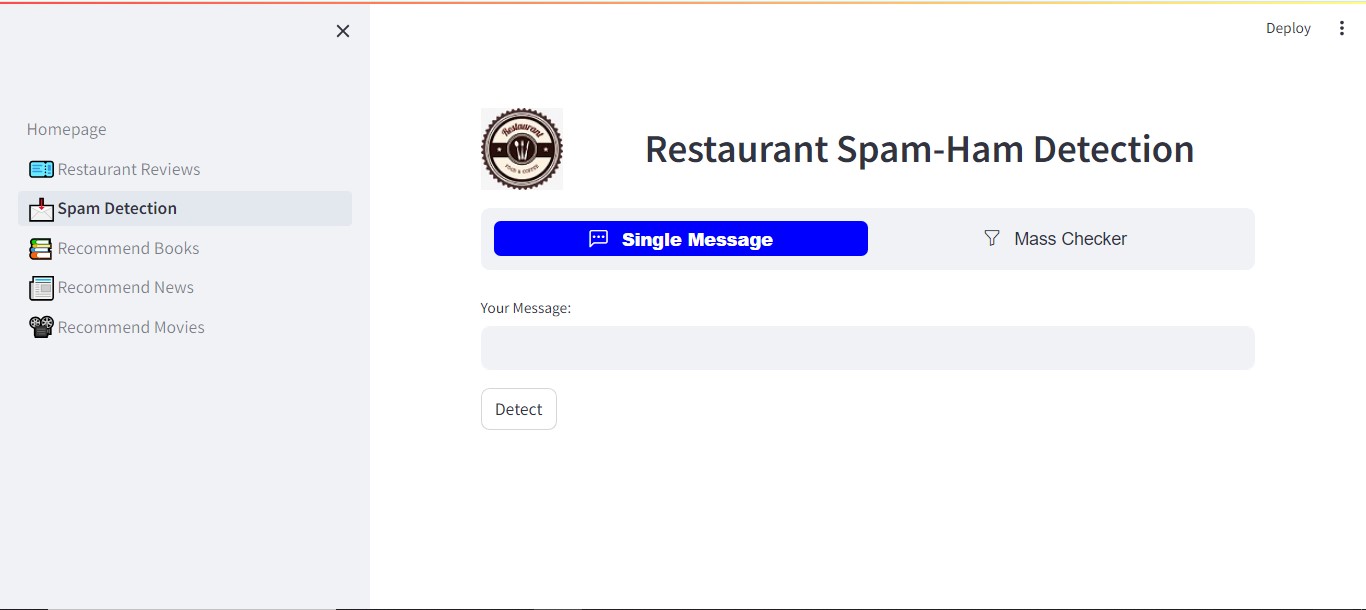 Deploy
Homepage
Restaurant Reviews
Spam Detection
Recommend Books
Recommend News
Recommend Movies
Restaurant
FOOD & COFFEE
Restaurant Spam-Ham Detection
Single Message
Mass Checker
Your Message:
Detect